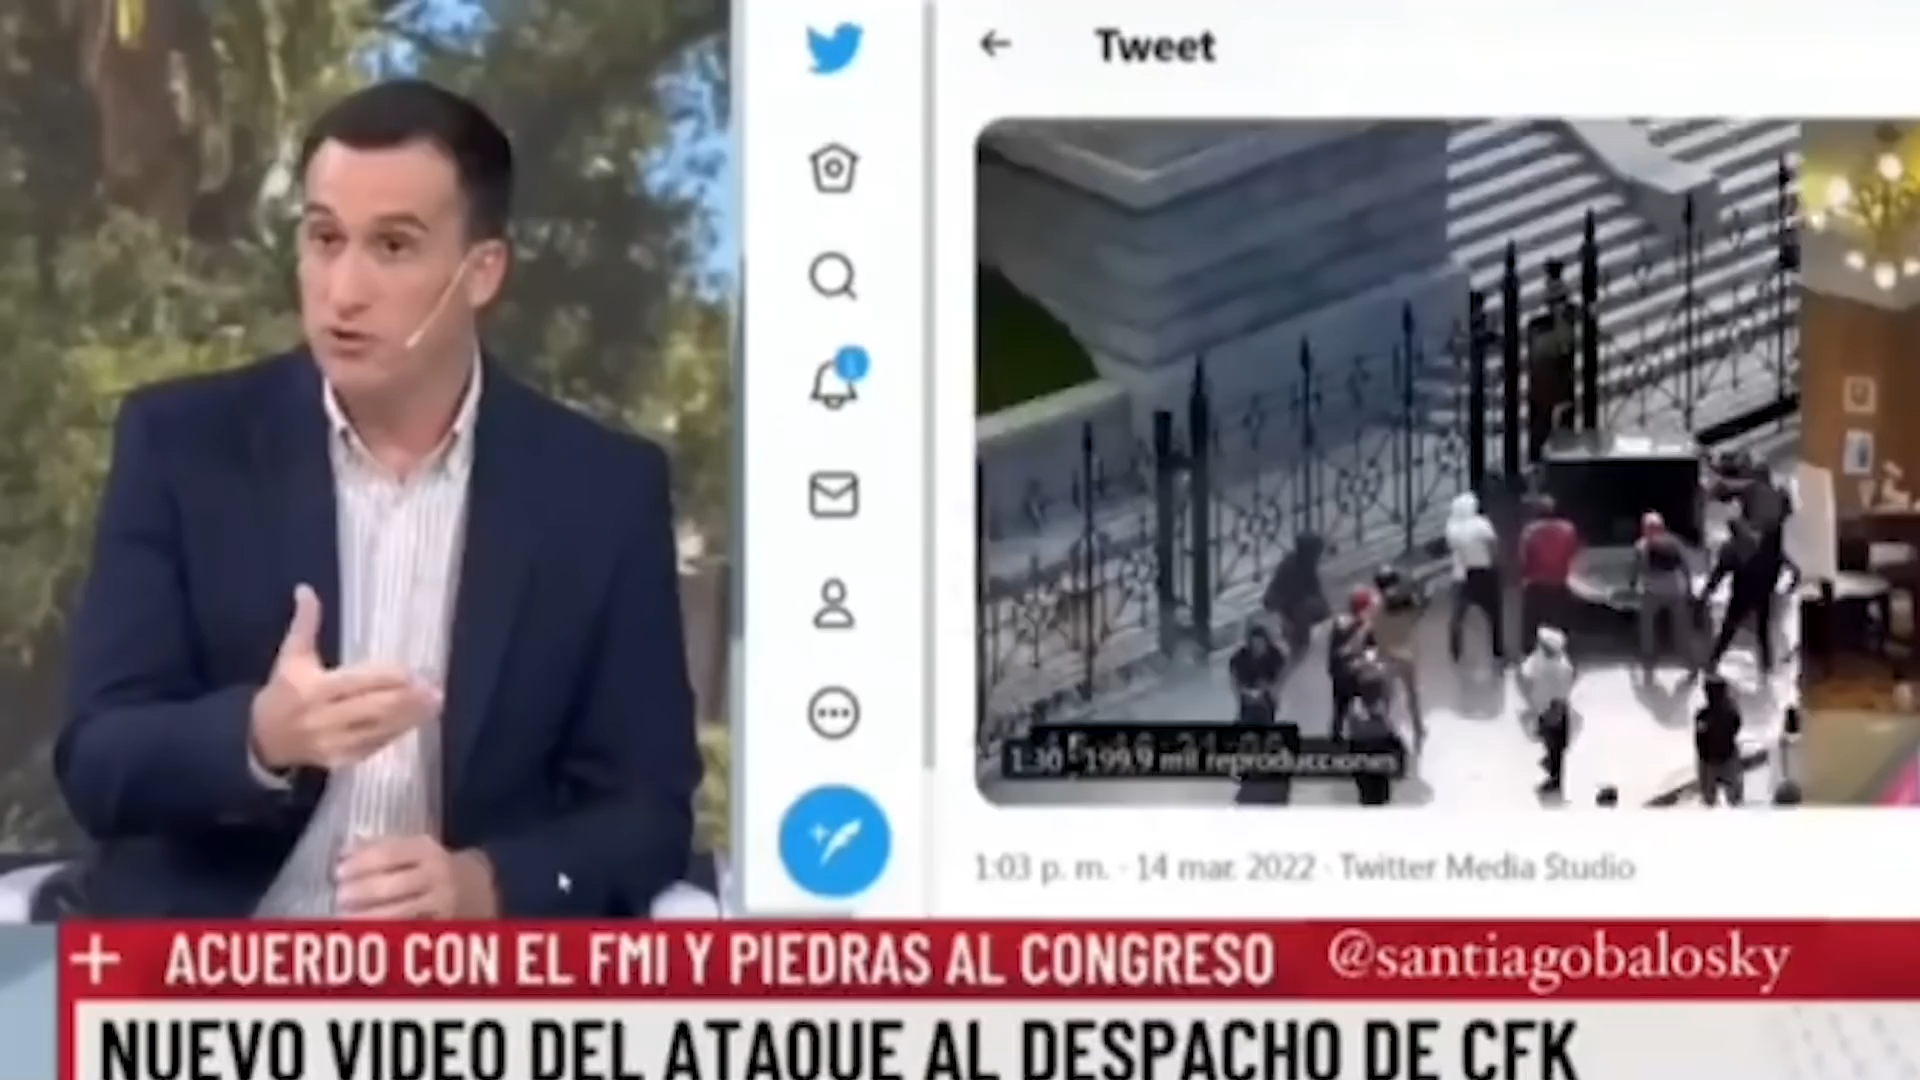 Tweet
1:30 · 199.9 mil reproducciones
1:03 p. m. · 14 mar. 2022 · Twitter Media Studio
+ ACUERDO CON EL FMI Y PIEDRAS AL CONGRESO
@santiagobalosky
NUEVO VIDEO DEL ATAQUE AL DESPACHO DE CFK